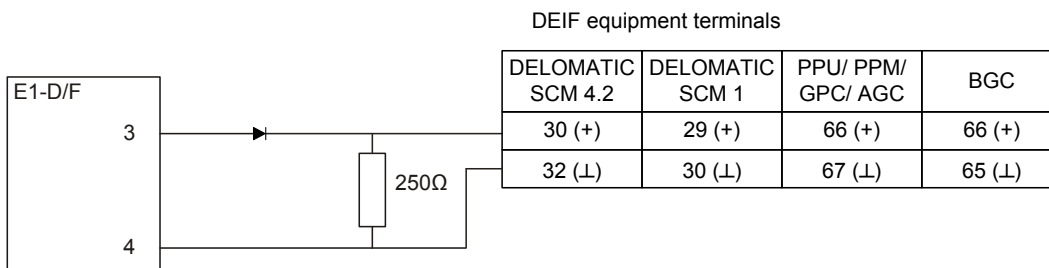 DEIF equipment terminals
DELOMATIC SCM 4.2 DELOMATIC SCM 1 PPU/ PPM/ GPC/ AGC BGC
E1-D/F
3 30 (+) 29 (+) 66 (+) 66 (+)
32 (⊥) 30 (⊥) 67 (⊥) 65 (⊥)
250Ω
4